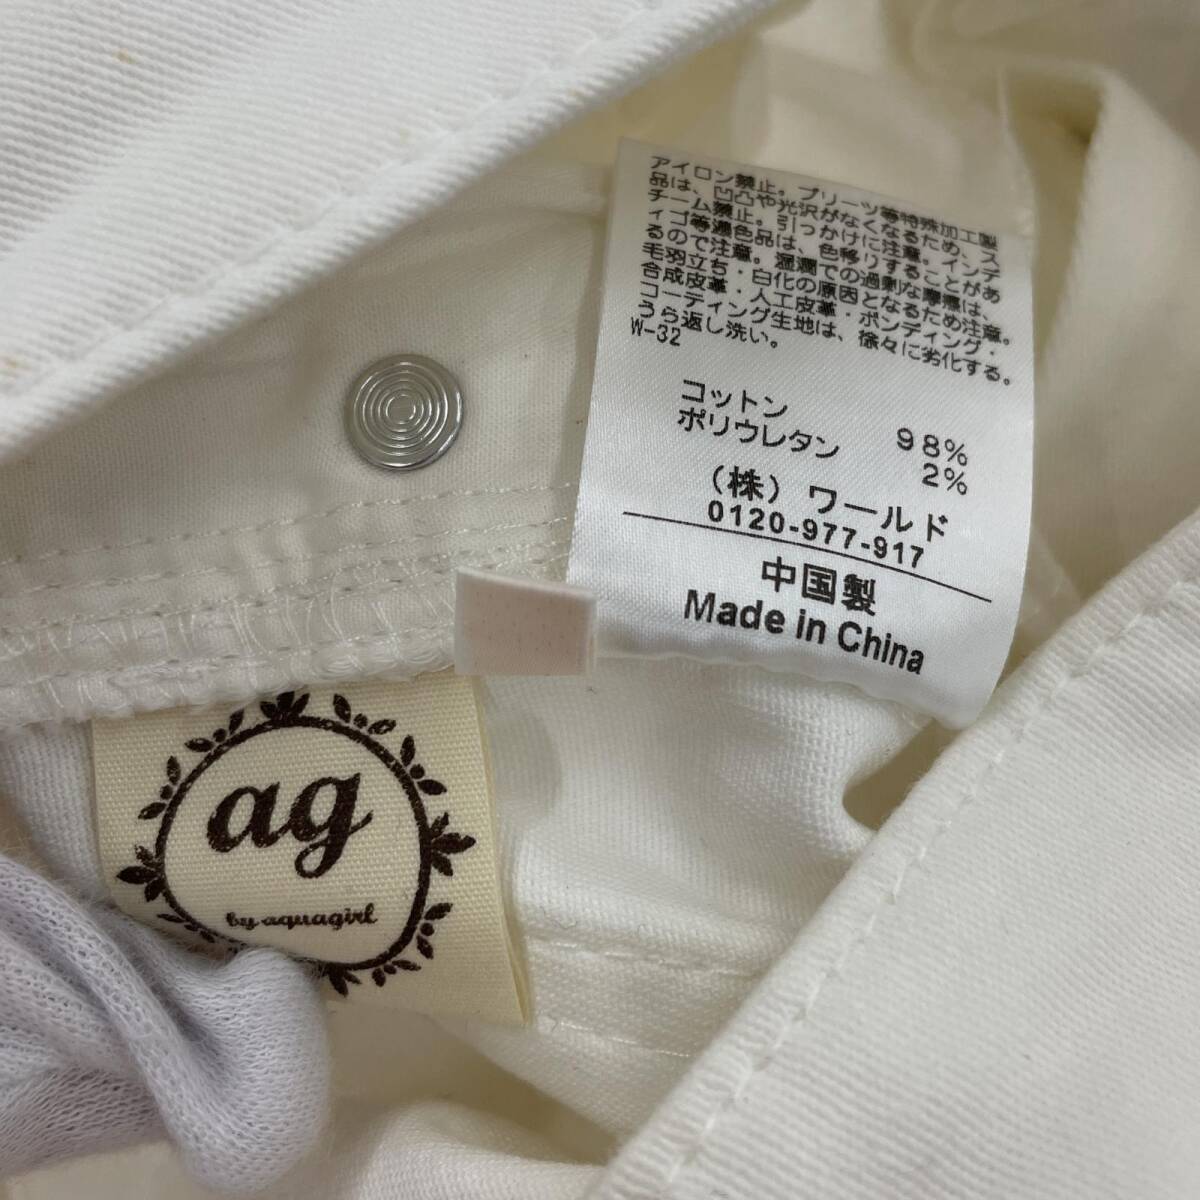 アイロン禁止。プリーツ等特殊加工製
品は、凹凸や光沢がなくなるため、ス
チーム禁止。引っかけに注意。インデ
ィゴ等濃色品は、色移りすることがあ
るので注意。湿潤での過剰な摩擦は、
毛羽立ち・白化の原因となるため注意。
合成皮革・人工皮革・ボンディング・
コーティング生地は、徐々に劣化する。
うら返し洗い。
W-32
コットン 98%
ポリウレタン 2%
(株) ワールド
0120-977-917
中国製
Made in China
ag
by aquagirl